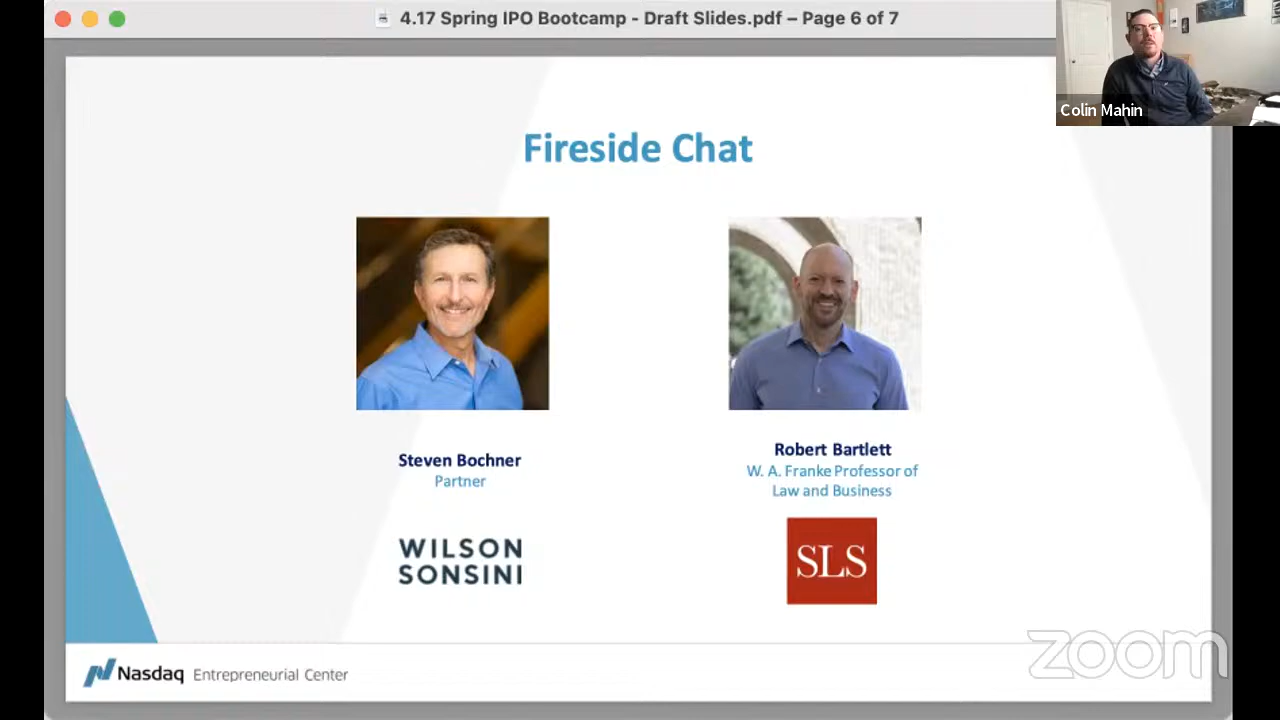 4.17 Spring IPO Bootcamp - Draft Slides.pdf – Page 6 of 7
Colin Mahin
Fireside Chat
Steven Bochner
Partner
WILSON
SONSINI
Robert Bartlett
W. A. Franke Professor of
Law and Business
SLS
Nasdaq Entrepreneurial Center
zoom